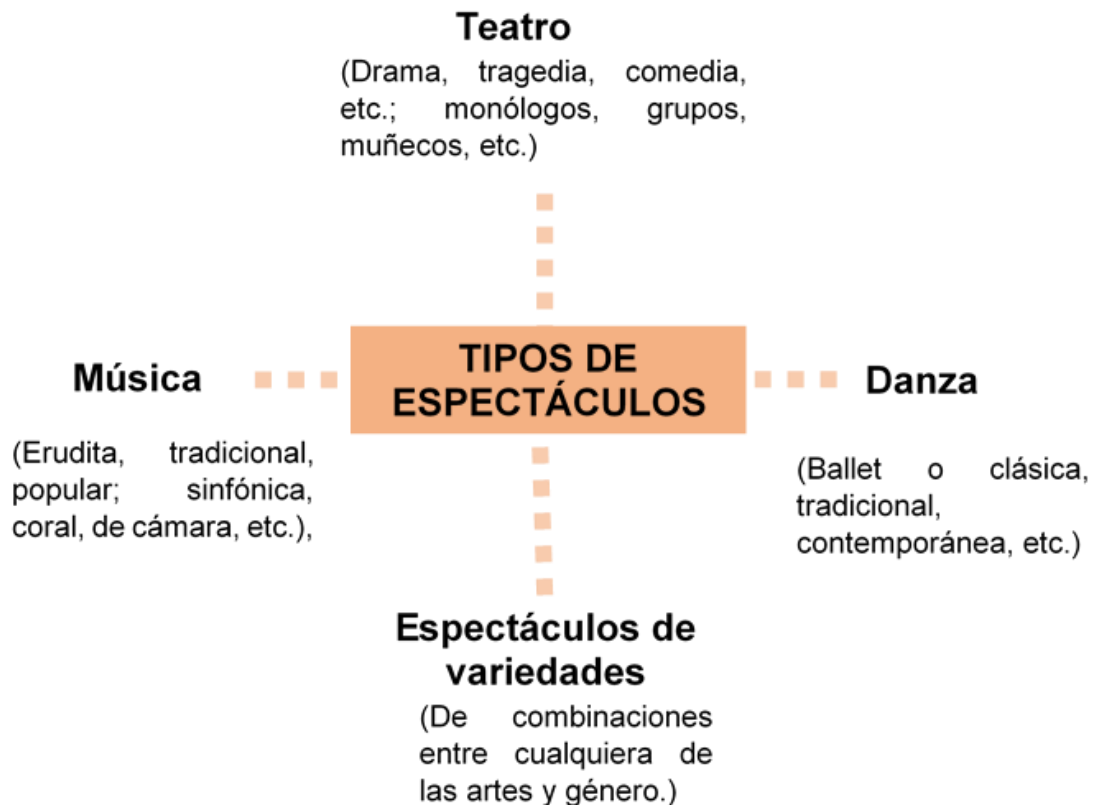 Teatro
(Drama, tragedia, comedia,
etc.; monólogos, grupos,
muñecos, etc.)
TIPOS DE
ESPECTÁCULOS
Música
(Erudita, tradicional,
popular; sinfónica,
coral, de cámara, etc.),
Danza
(Ballet o clásica,
tradicional,
contemporánea, etc.)
Espectáculos de
variedades
(De combinaciones
entre cualquiera de
las artes y género.)